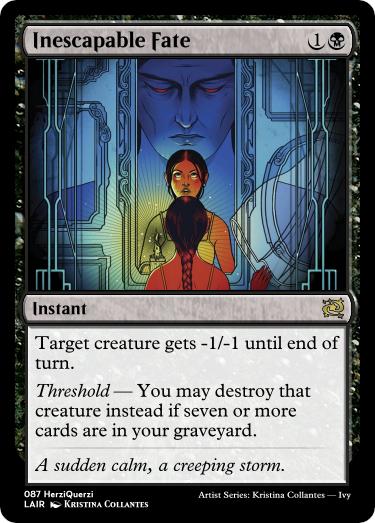 Inescapable Fate 1
Instant
Target creature gets -1/-1 until end of
turn.
Threshold — You may destroy that
creature instead if seven or more
cards are in your graveyard.
A sudden calm, a creeping storm.
087 HerziQuerzi
LAIR Kristina Collantes
Artist Series: Kristina Collantes — Ivy